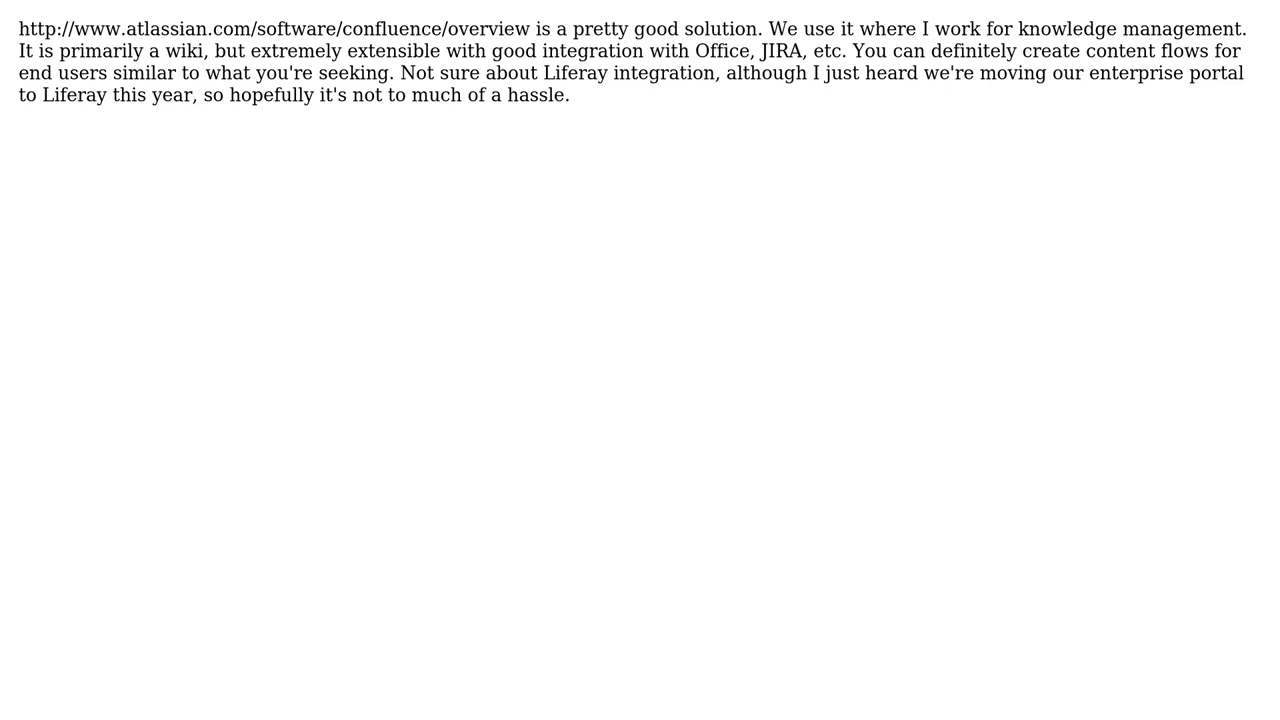 http://www.atlassian.com/software/confluence/overview is a pretty good solution. We use it where I work for knowledge management.
It is primarily a wiki, but extremely extensible with good integration with Office, JIRA, etc. You can definitely create content flows for
end users similar to what you're seeking. Not sure about Liferay integration, although I just heard we're moving our enterprise portal
to Liferay this year, so hopefully it's not to much of a hassle.